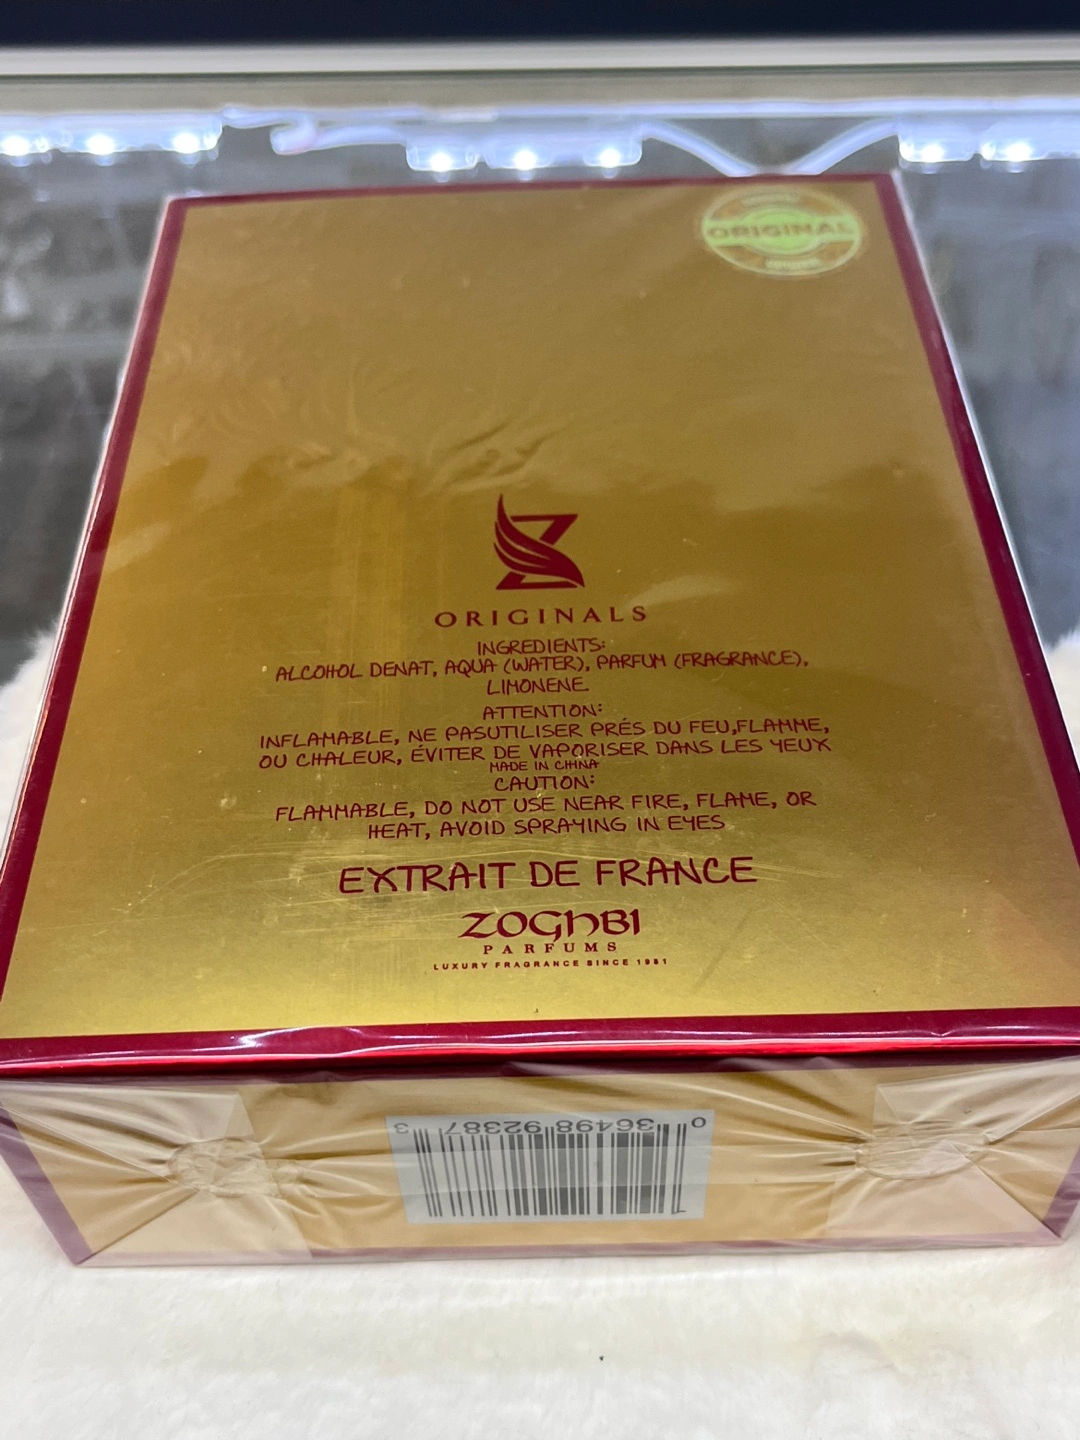 ORIGINAL
ORIGINALS
INGREDIENTS:
ALCOHOL DENAT, AQUA (WATER), PARFUM (FRAGRANCE),
LIMONENE.
ATTENTION:
INFLAMABLE, NE PASUTILISER PRÉS DU FEU,FLAMME,
OU CHALEUR, ÉVITER DE VAPORISER DANS LES YEUX
MADE IN CHINA
CAUTION:
FLAMMABLE, DO NOT USE NEAR FIRE, FLAME, OR
HEAT, AVOID SPRAYING IN EYES
EXTRAIT DE FRANCE
ZOGHBI
PARFUMS
LUXURY FRAGRANCE SINCE 1981
0 36498 92387 3